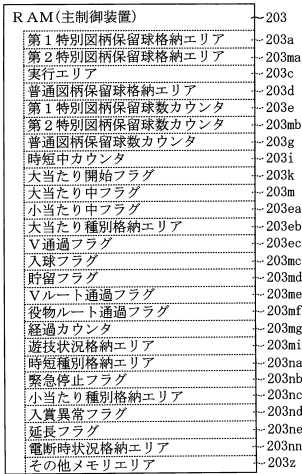 RAM(主制御装置) 203
第1特別図柄保留球格納エリア 203a
第2特別図柄保留球格納エリア 203ma
実行エリア 203c
普通図柄保留球格納エリア 203d
第1特別図柄保留球数カウンタ 203e
第2特別図柄保留球数カウンタ 203mb
普通図柄保留球数カウンタ 203g
時短中カウンタ 203i
大当たり開始フラグ 203k
大当たり中フラグ 203m
小当たり中フラグ 203ea
大当たり種別格納エリア 203eb
V通過フラグ 203ec
入球フラグ 203mc
貯留フラグ 203md
Vルート通過フラグ 203me
役物ルート通過フラグ 203mf
経過カウンタ 203mg
遊技状況格納エリア 203mi
時短種別格納エリア 203na
緊急停止フラグ 203nb
小当たり種別格納エリア 203nc
入賞異常フラグ 203nd
延長フラグ 203ne
電断時状況格納エリア 203nn
その他メモリエリア 203z